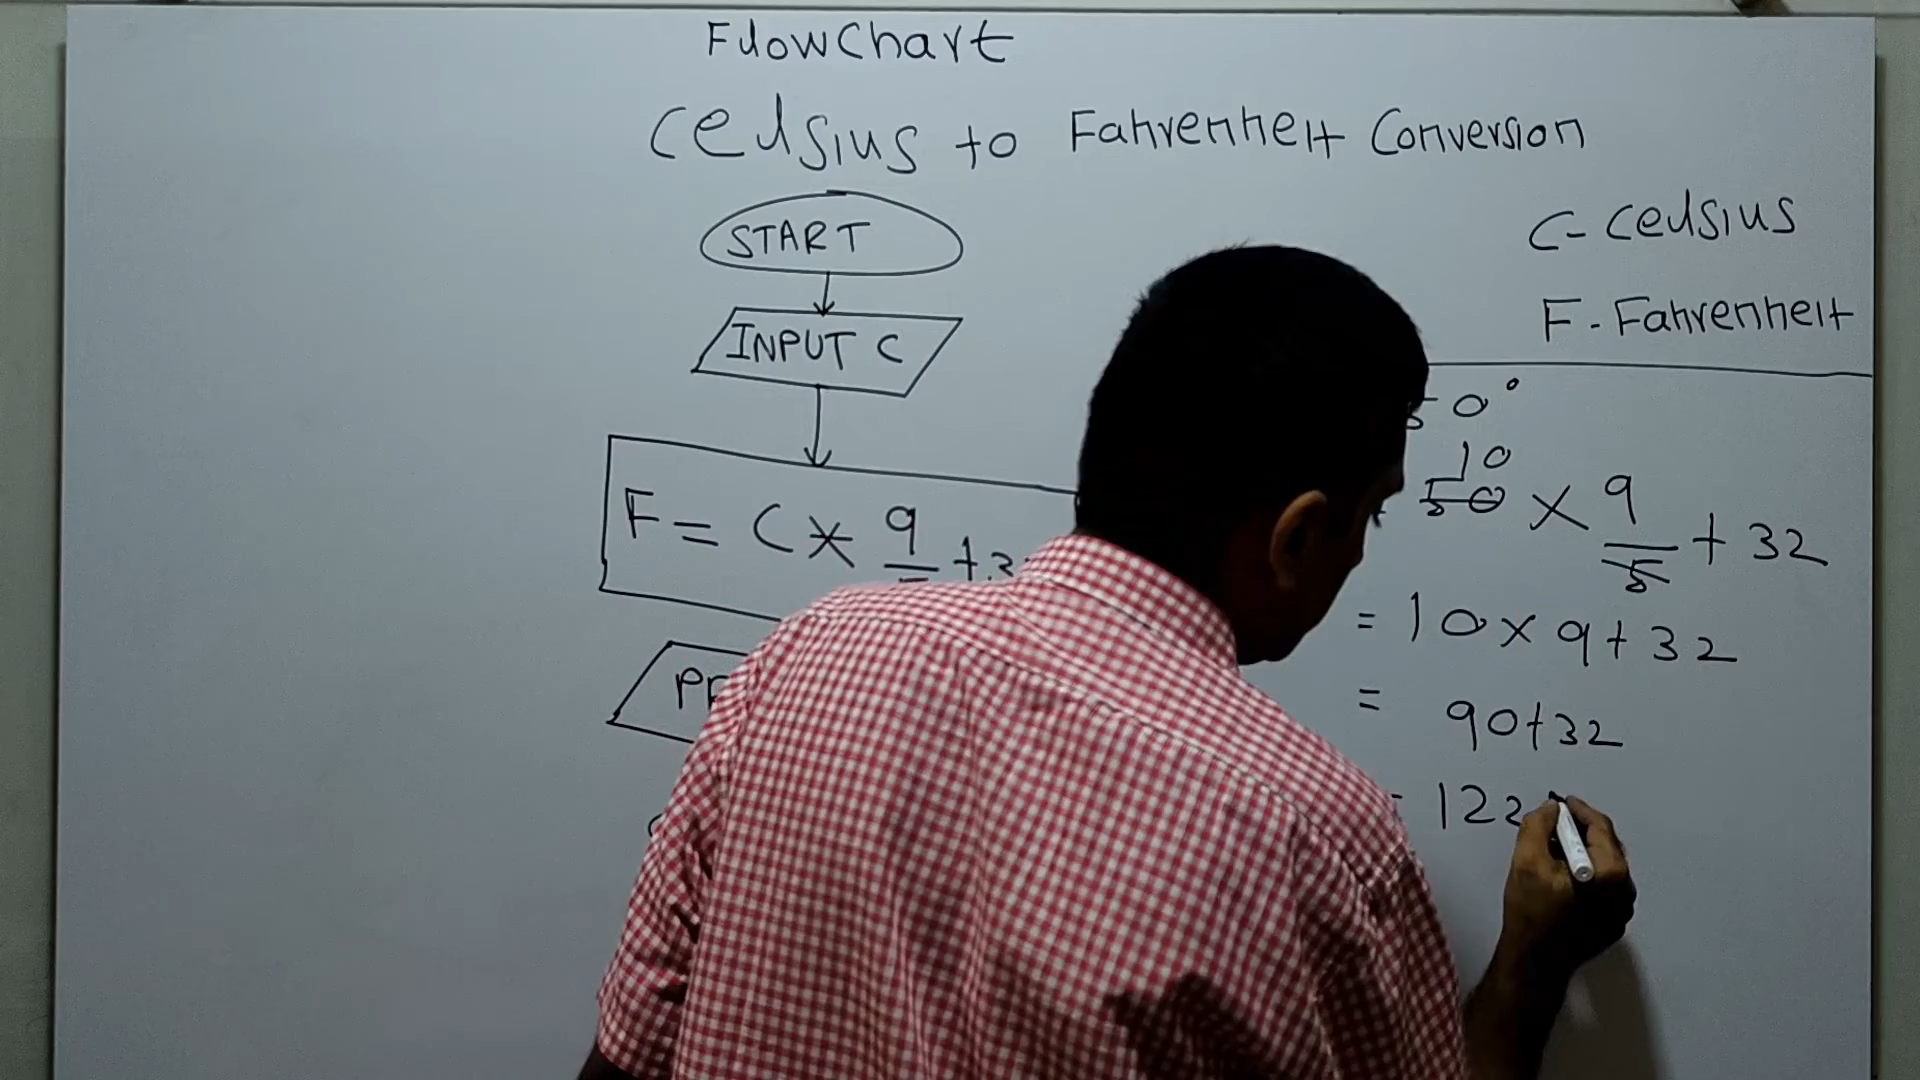 Flowchart
Celsius to Fahrenheit Conversion
START
INPUT C
F = C * 9
+
C - Celsius
F - Fahrenheit
0°
10
50 × 9/5 + 32
= 10 × 9 + 32
= 90 + 32
122